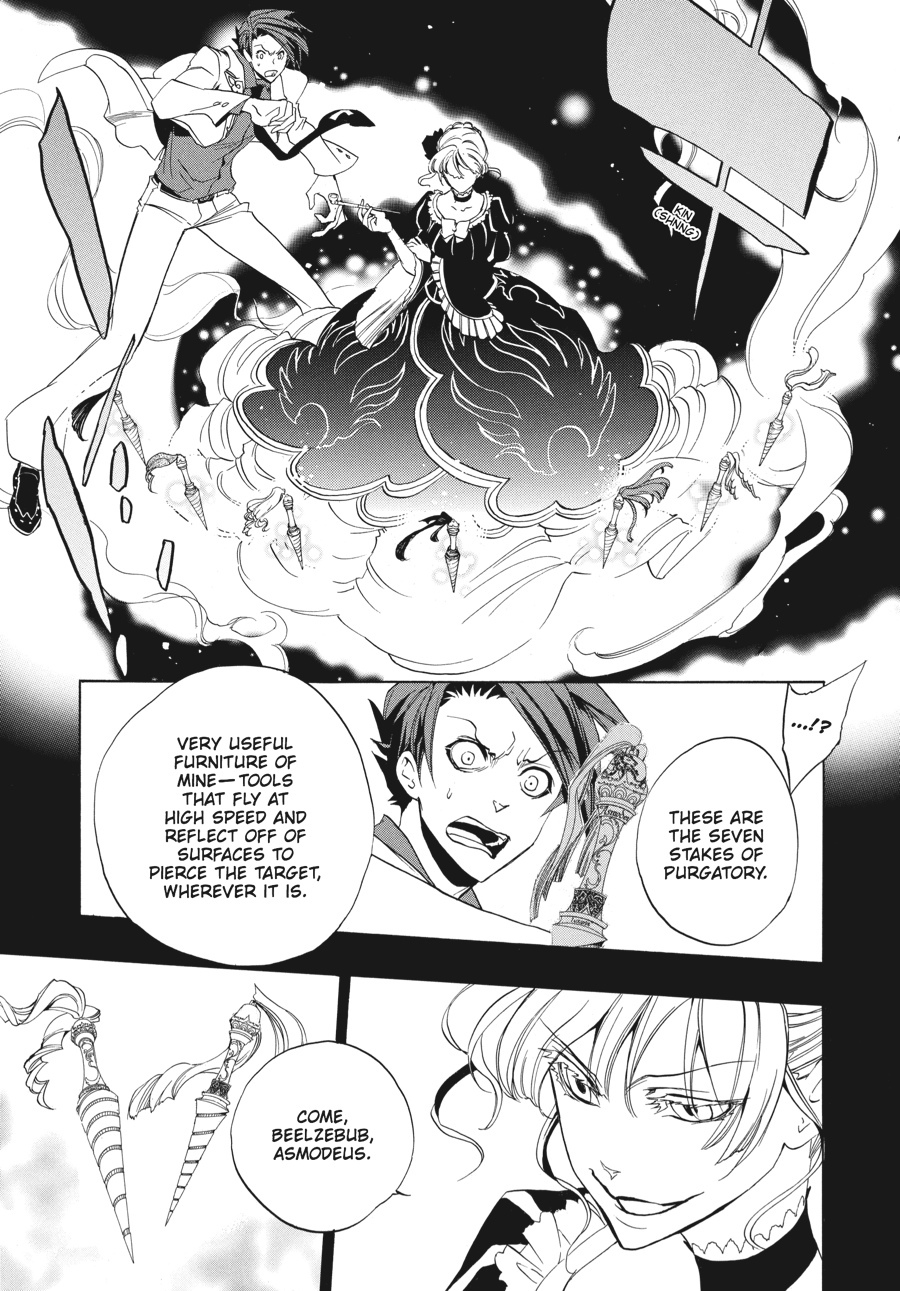 KIN
(SHNNG)
...!?
THESE ARE
THE SEVEN
STAKES OF
PURGATORY.
VERY USEFUL
FURNITURE OF
MINE—TOOLS
THAT FLY AT
HIGH SPEED AND
REFLECT OFF OF
SURFACES TO
PIERCE THE TARGET,
WHEREVER IT IS.
COME,
BEELZEBUB,
ASMODEUS.